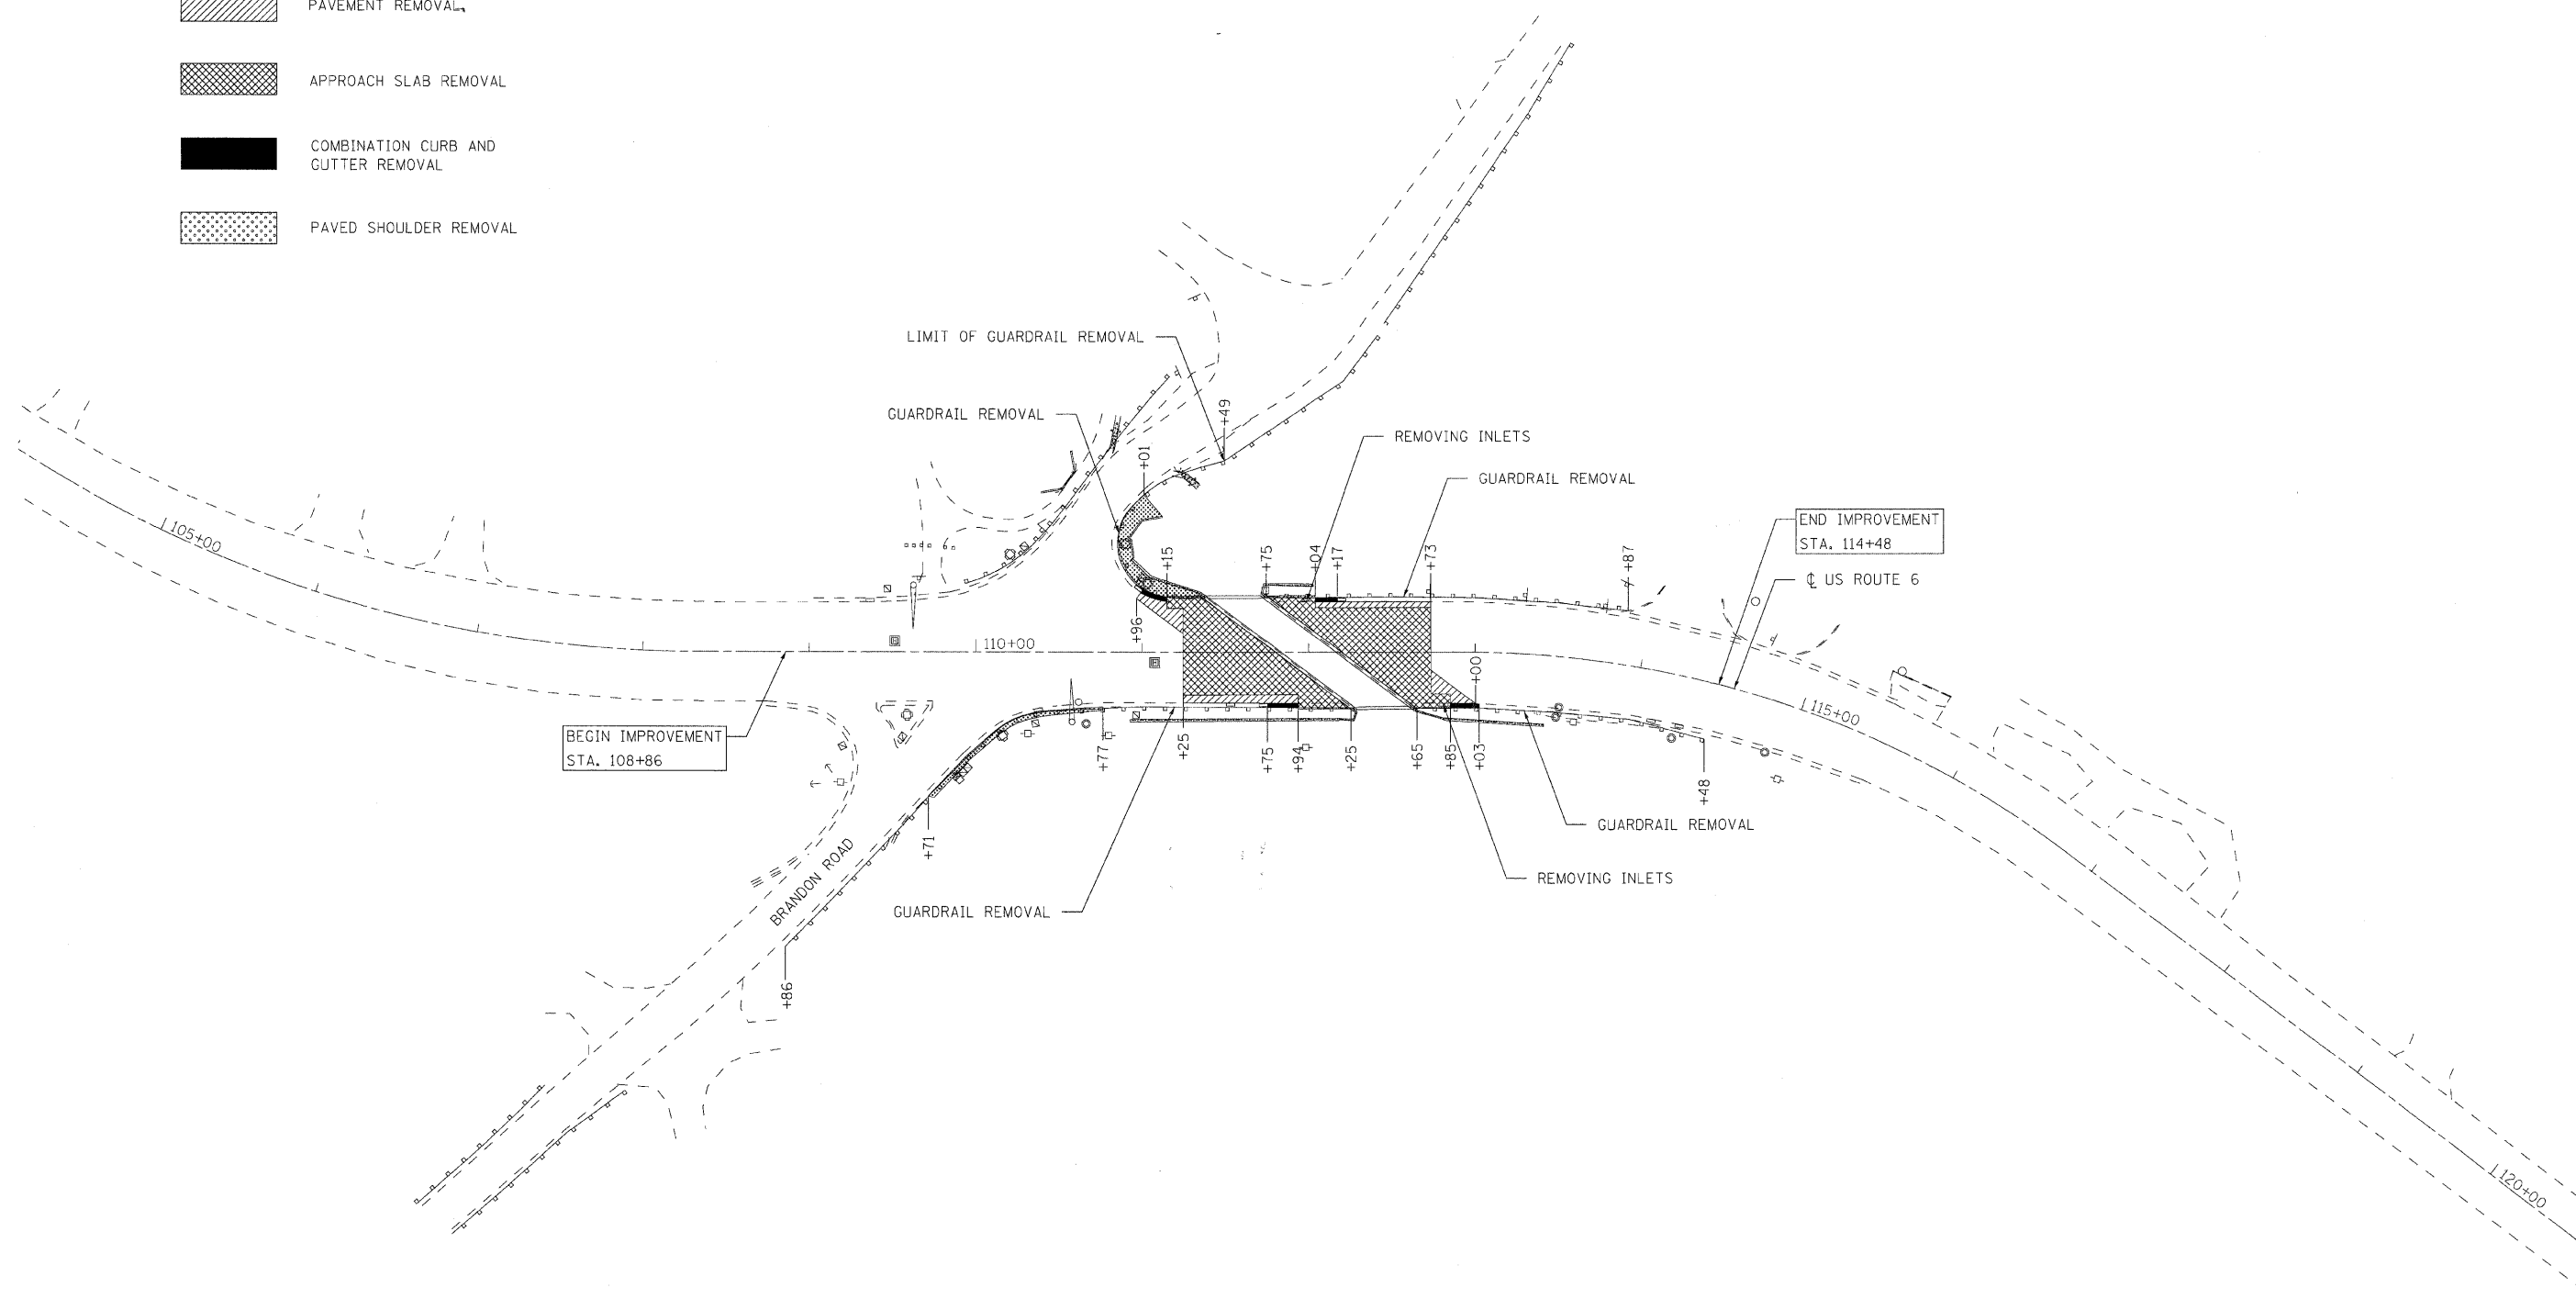 PAVEMENT REMOVAL
APPROACH SLAB REMOVAL
COMBINATION CURB AND
GUTTER REMOVAL
PAVED SHOULDER REMOVAL
LIMIT OF GUARDRAIL REMOVAL
GUARDRAIL REMOVAL
+49
REMOVING INLETS
+01
GUARDRAIL REMOVAL
END IMPROVEMENT
STA. 114+48
℄ US ROUTE 6
105+00
+15
+75
+04
+17
+73
+87
+96
110+00
+00
115+00
BEGIN IMPROVEMENT
STA. 108+86
+77
+25
+75
+94
+25
+65
+85
+03
+48
+71
GUARDRAIL REMOVAL
BRANDON ROAD
REMOVING INLETS
GUARDRAIL REMOVAL
+86
120+00